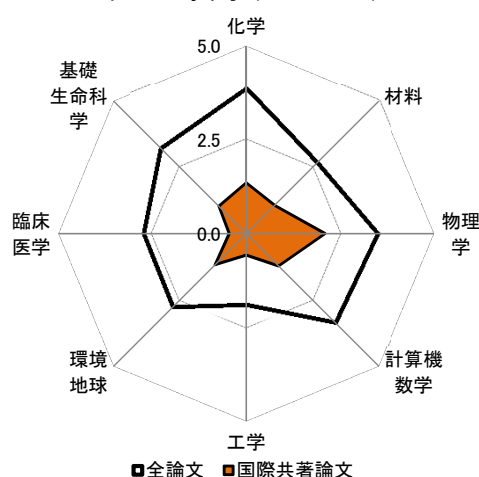 化学
5.0
基礎
生命科
学
材料
2.5
臨床
医学
0.0
物理
学
環境
地球
計算機
数学
工学
全論文 国際共著論文